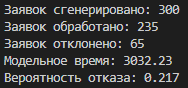 Заявок сгенерировано: 300
Заявок обработано: 235
Заявок отклонено: 65
Модельное время: 3032.23
Вероятность отказа: 0.217